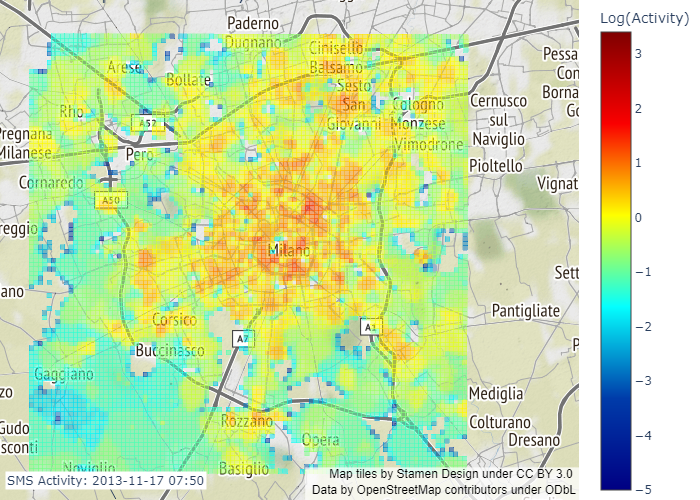 Paderno
Dugnano
Cinisello
Balsamo
Arese
Bollate
Sesto
San
Giovanni
Cologno
Monzese
Vimodrone
Cernusco
sul
Naviglio
Pioltello
Pessa
Con
Borna
Go
Rho
A52
Pregnana
Milanese
Pero
Cornaredo
A50
reggio
Vignat
Milano
Sett
ano
Pantigliate
Corsico
A7
A1
Buccinasco
P
Gaggiano
zo
Mediglia
Gudo
sconti
Rozzano
Opera
Colturano
Dresano
Noviglio
Basiglio
SMS Activity: 2013-11-17 07:50
Map tiles by Stamen Design under CC BY 3.0
Data by OpenStreetMap contributors under ODbL
Log(Activity)
3
2
1
0
−1
−2
−3
−4
−5